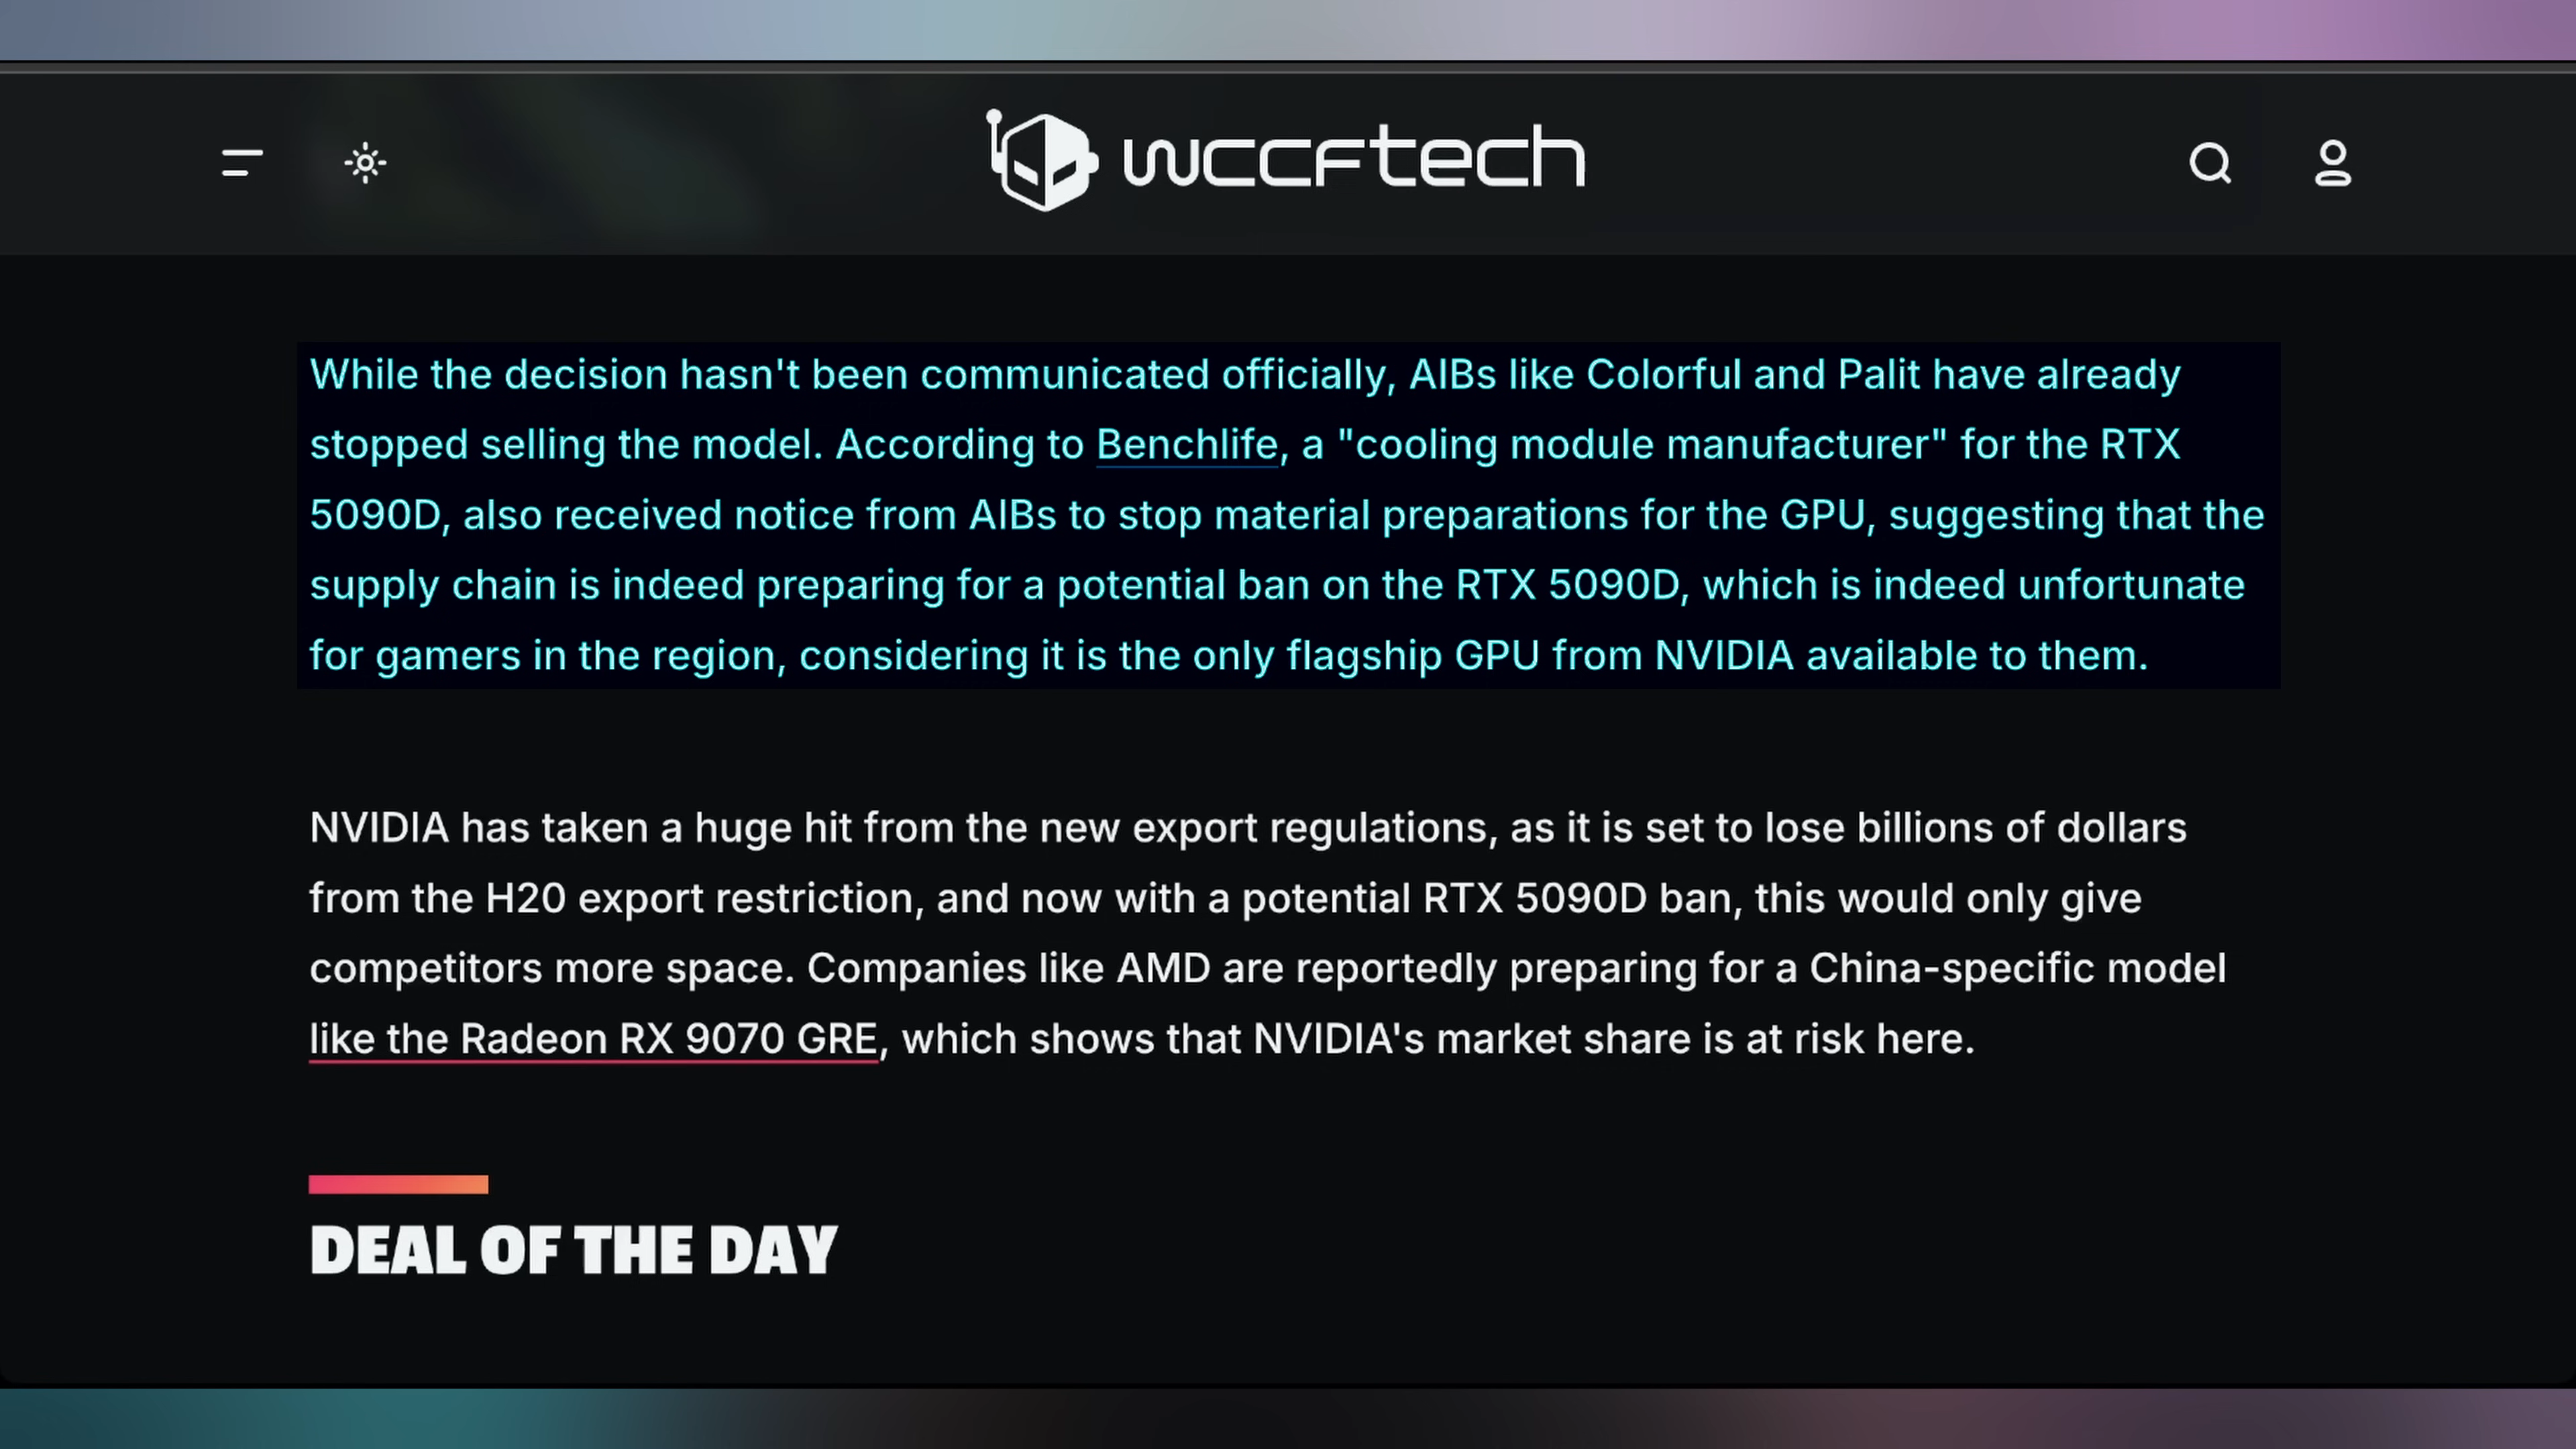 wccftech
While the decision hasn't been communicated officially, AIBs like Colorful and Palit have already
stopped selling the model. According to Benchlife, a "cooling module manufacturer" for the RTX
5090D, also received notice from AIBs to stop material preparations for the GPU, suggesting that the
supply chain is indeed preparing for a potential ban on the RTX 5090D, which is indeed unfortunate
for gamers in the region, considering it is the only flagship GPU from NVIDIA available to them.
NVIDIA has taken a huge hit from the new export regulations, as it is set to lose billions of dollars
from the H20 export restriction, and now with a potential RTX 5090D ban, this would only give
competitors more space. Companies like AMD are reportedly preparing for a China-specific model
like the Radeon RX 9070 GRE, which shows that NVIDIA's market share is at risk here.
DEAL OF THE DAY